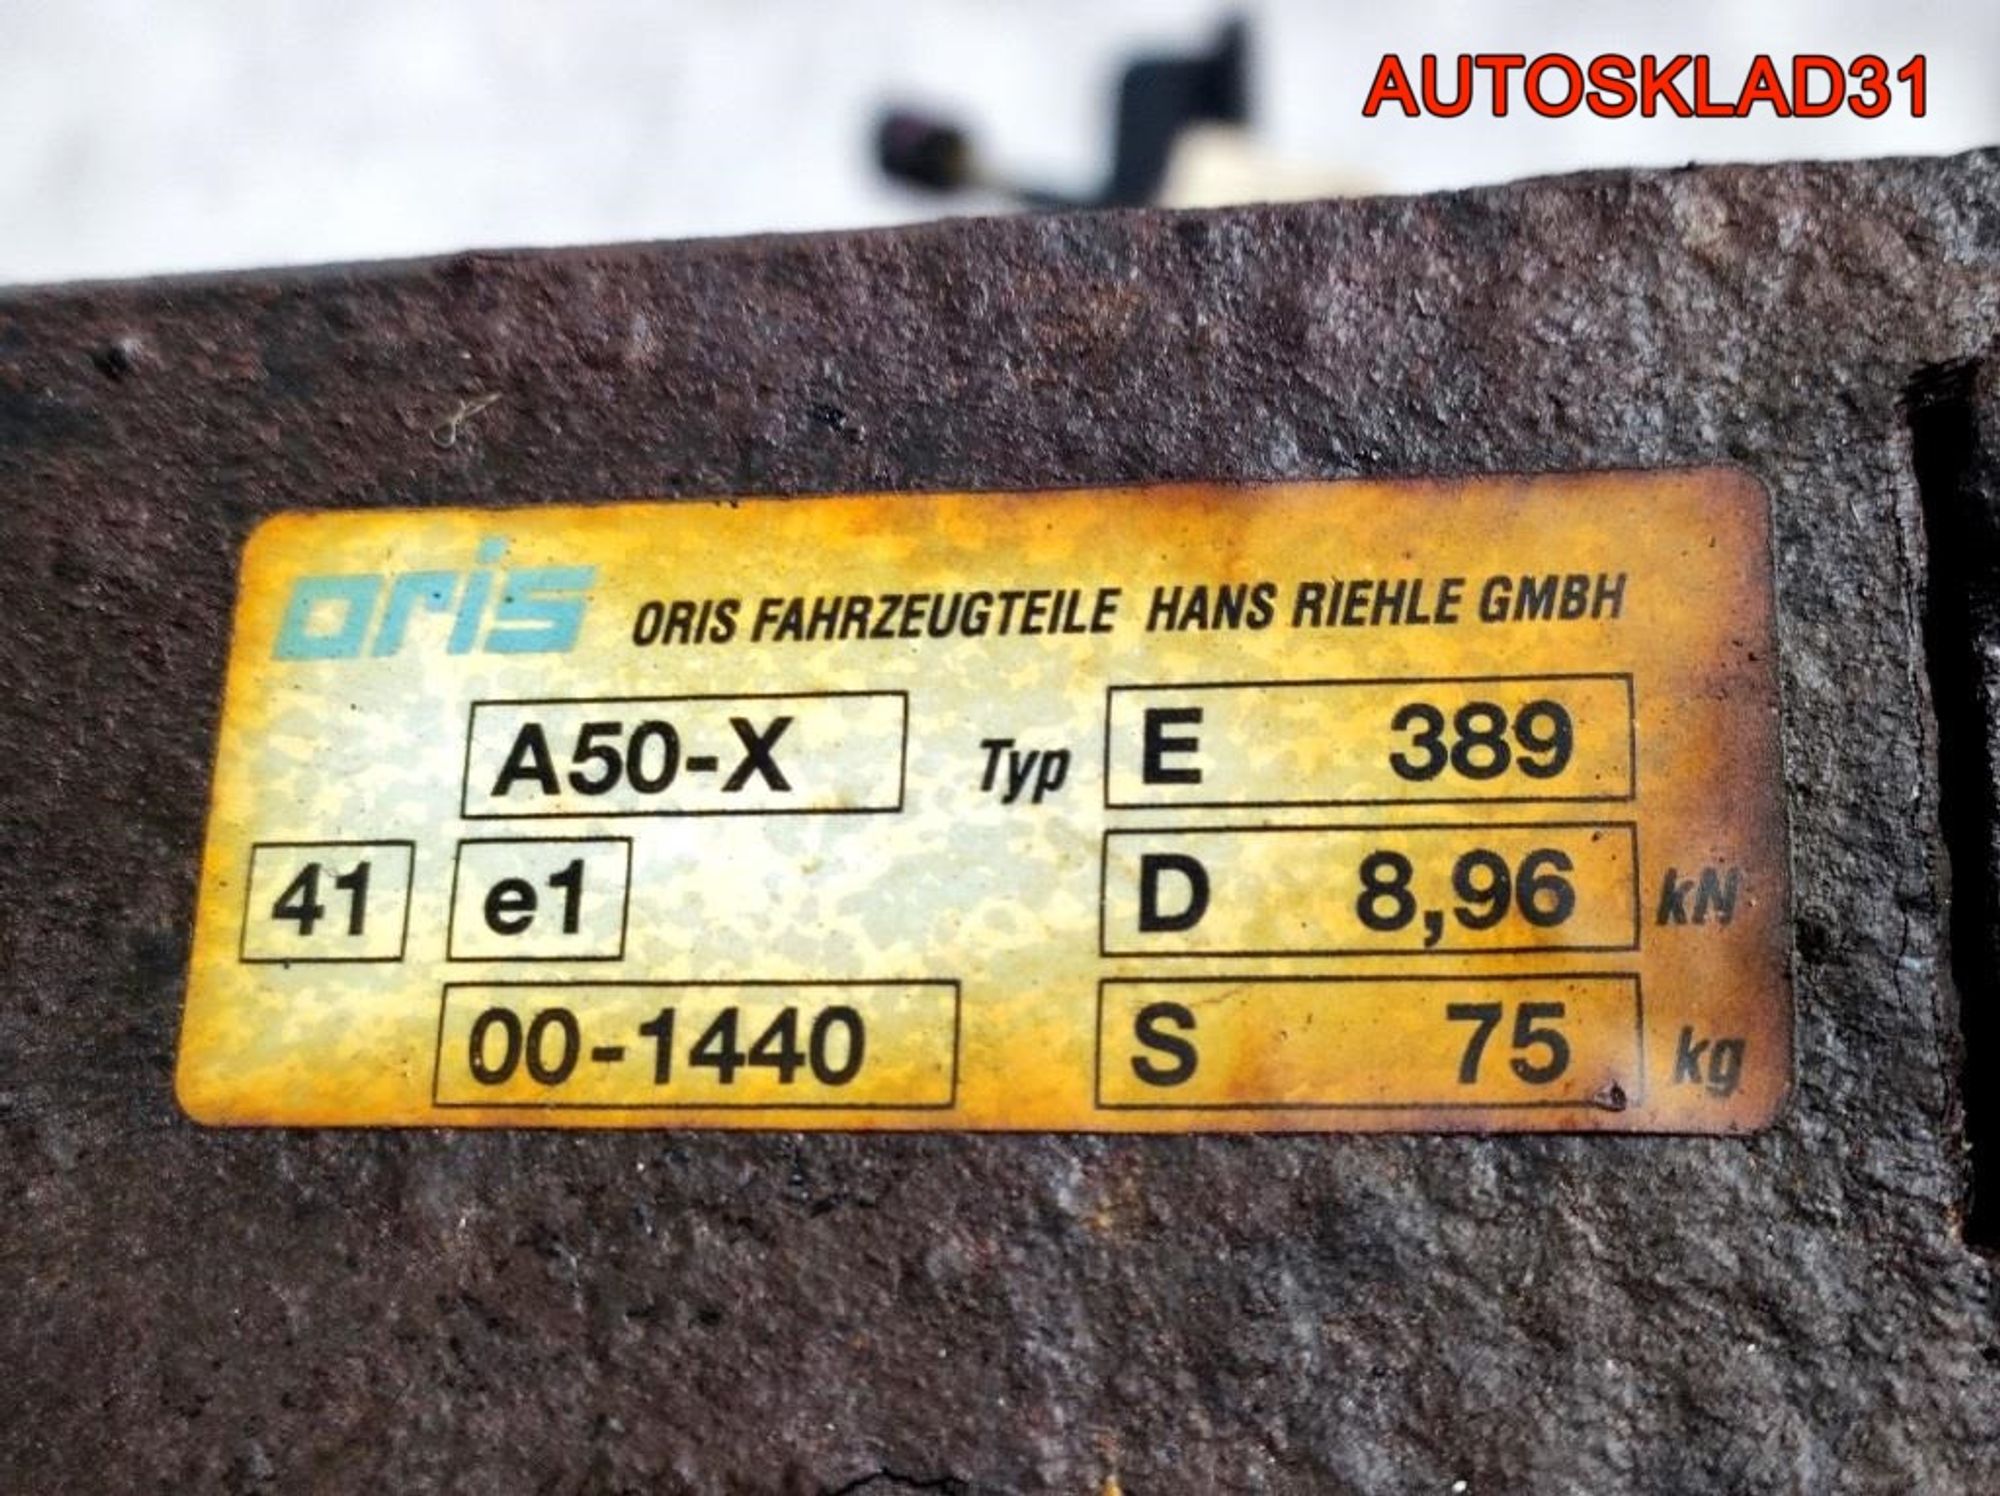 AUTOSKLAD31
oris ORIS FAHRZEUGTEILE HANS RIEHLE GMBH
A50-X Typ E 389
41 e1 D 8,96 kN
00-1440 S 75 kg